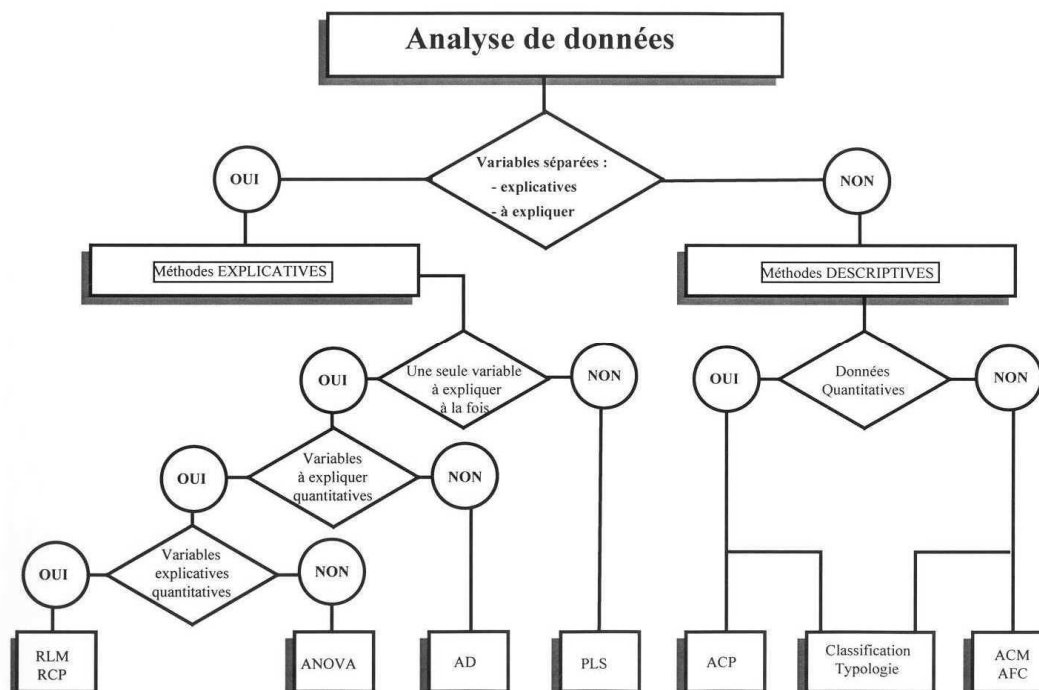 Analyse de données
Variables séparées :
- explicatives
- à expliquer
OUI
NON
Méthodes EXPLICATIVES
Méthodes DESCRIPTIVES
OUI
Une seule variable
à expliquer
à la fois
NON
OUI
Données
Quantitatives
NON
OUI
Variables
à expliquer
quantitatives
NON
OUI
Variables
explicatives
quantitatives
NON
RLM
RCP
ANOVA
AD
PLS
ACP
Classification
Typologie
ACM
AFC